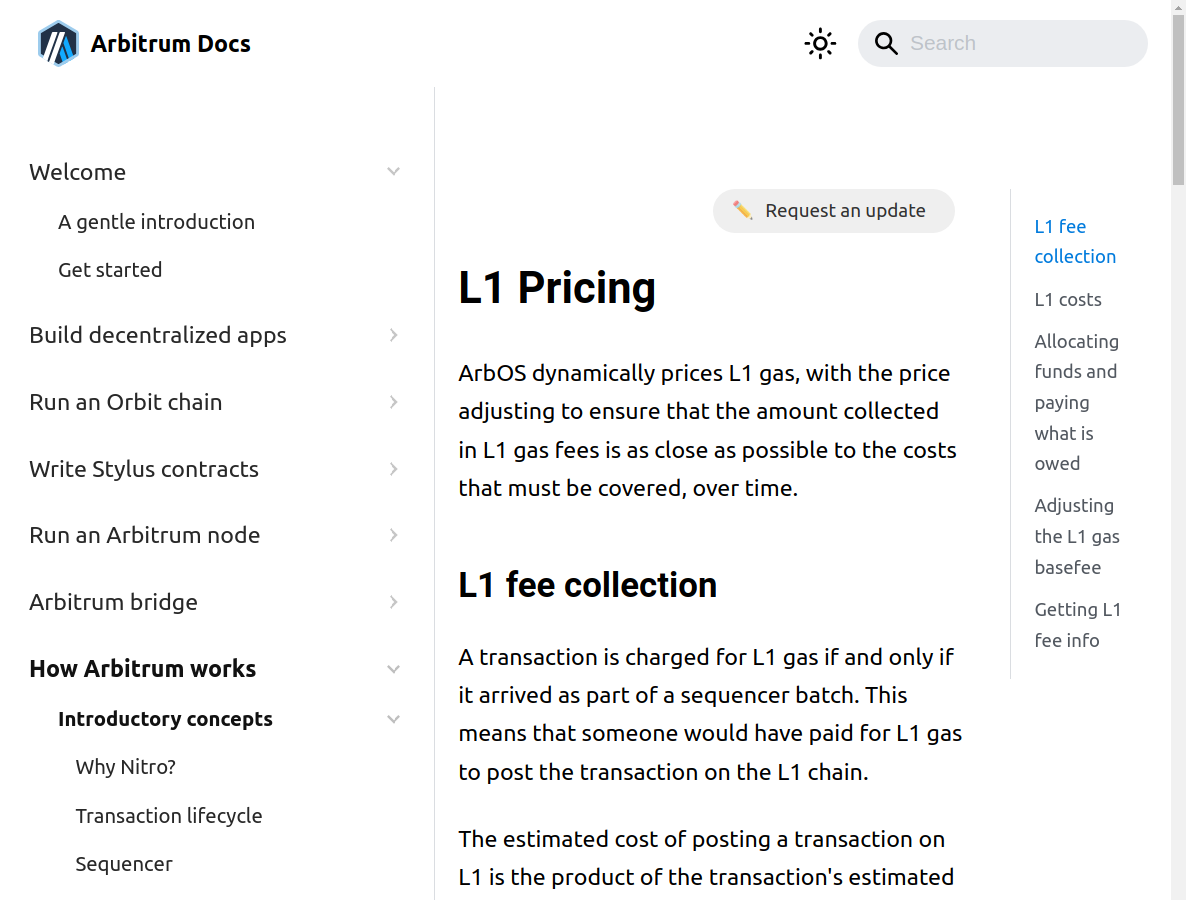 Arbitrum Docs
Search
Welcome
A gentle introduction
Get started
Build decentralized apps
Run an Orbit chain
Write Stylus contracts
Run an Arbitrum node
Arbitrum bridge
How Arbitrum works
Introductory concepts
Why Nitro?
Transaction lifecycle
Sequencer
Request an update
L1 Pricing
ArbOS dynamically prices L1 gas, with the price
adjusting to ensure that the amount collected
in L1 gas fees is as close as possible to the costs
that must be covered, over time.
L1 fee collection
A transaction is charged for L1 gas if and only if
it arrived as part of a sequencer batch. This
means that someone would have paid for L1 gas
to post the transaction on the L1 chain.
The estimated cost of posting a transaction on
L1 is the product of the transaction's estimated
L1 fee
collection
L1 costs
Allocating
funds and
paying
what is
owed
Adjusting
the L1 gas
basefee
Getting L1
fee info